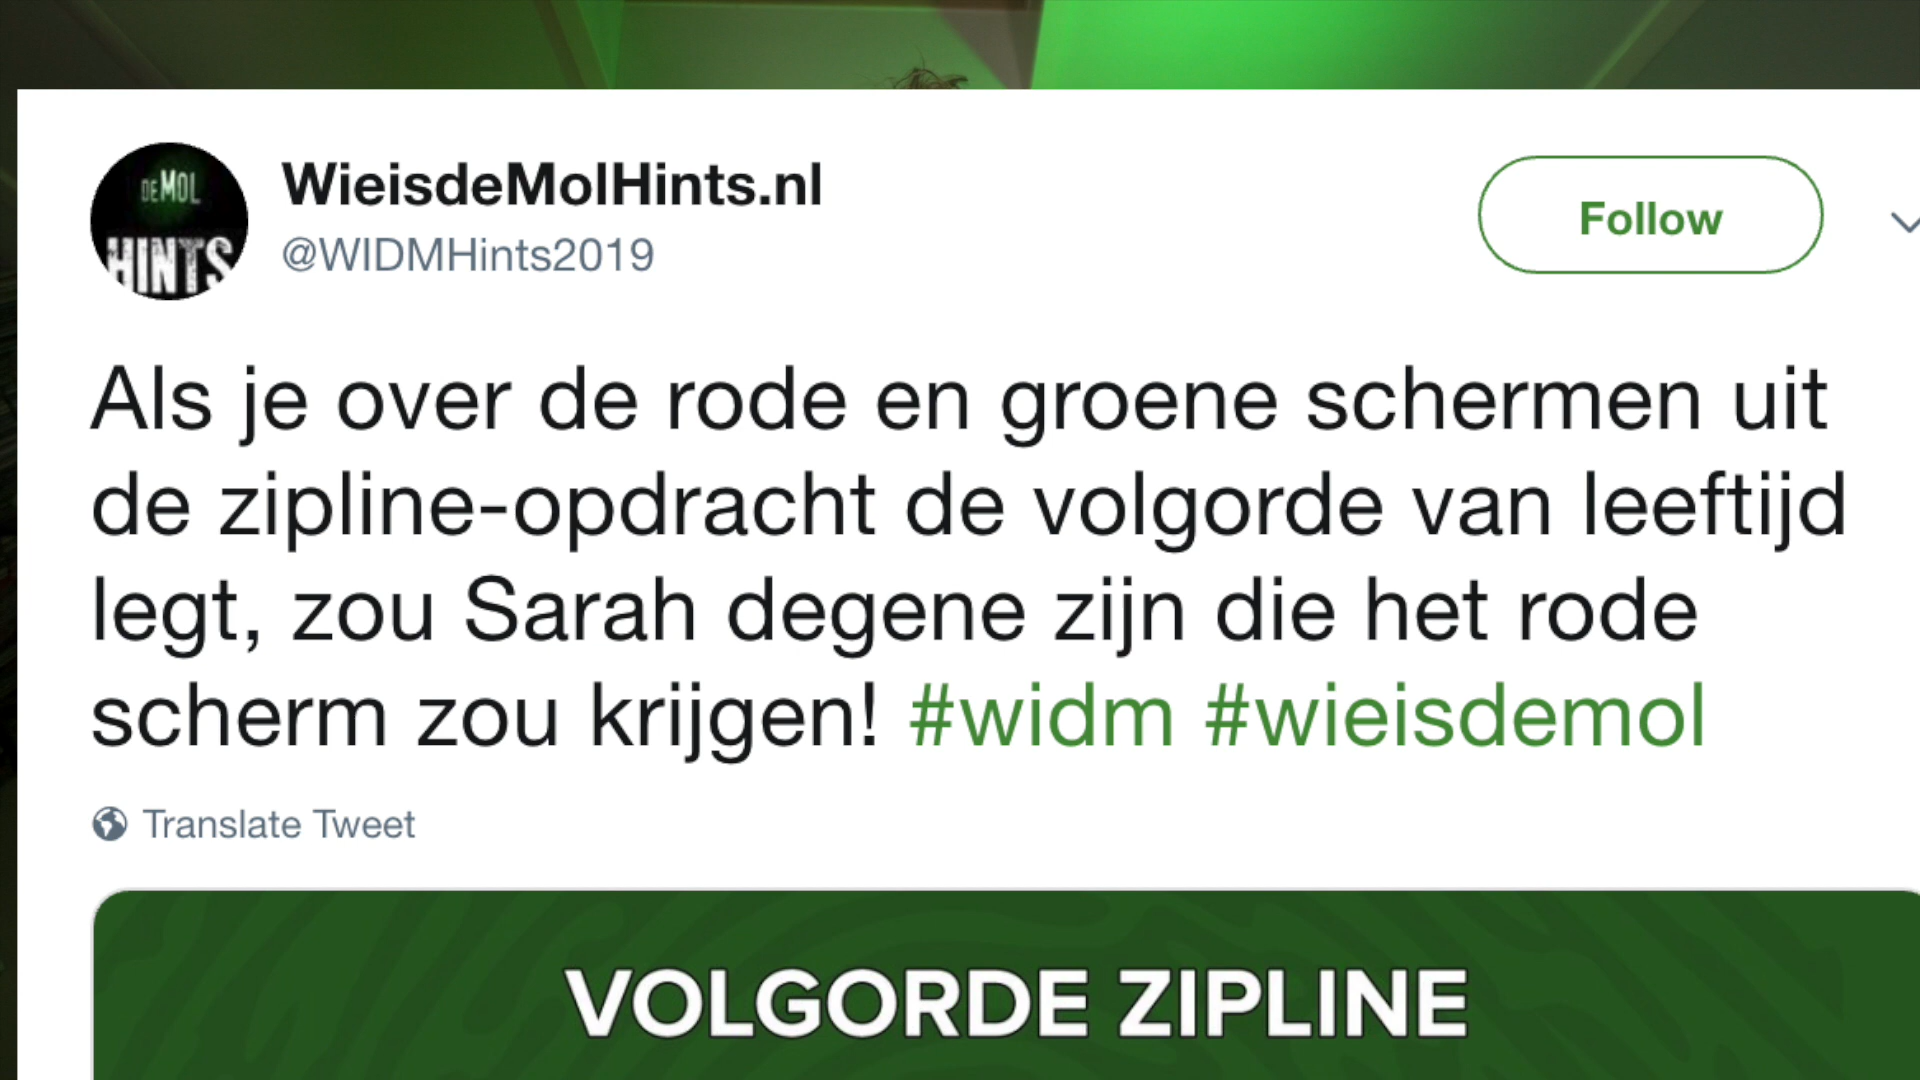 DE MOL
HINTS
WieisdeMolHints.nl
@WIDMHints2019
Follow
Als je over de rode en groene schermen uit
de zipline-opdracht de volgorde van leeftijd
legt, zou Sarah degene zijn die het rode
scherm zou krijgen! #widm #wieisdemol
Translate Tweet
VOLGORDE ZIPLINE